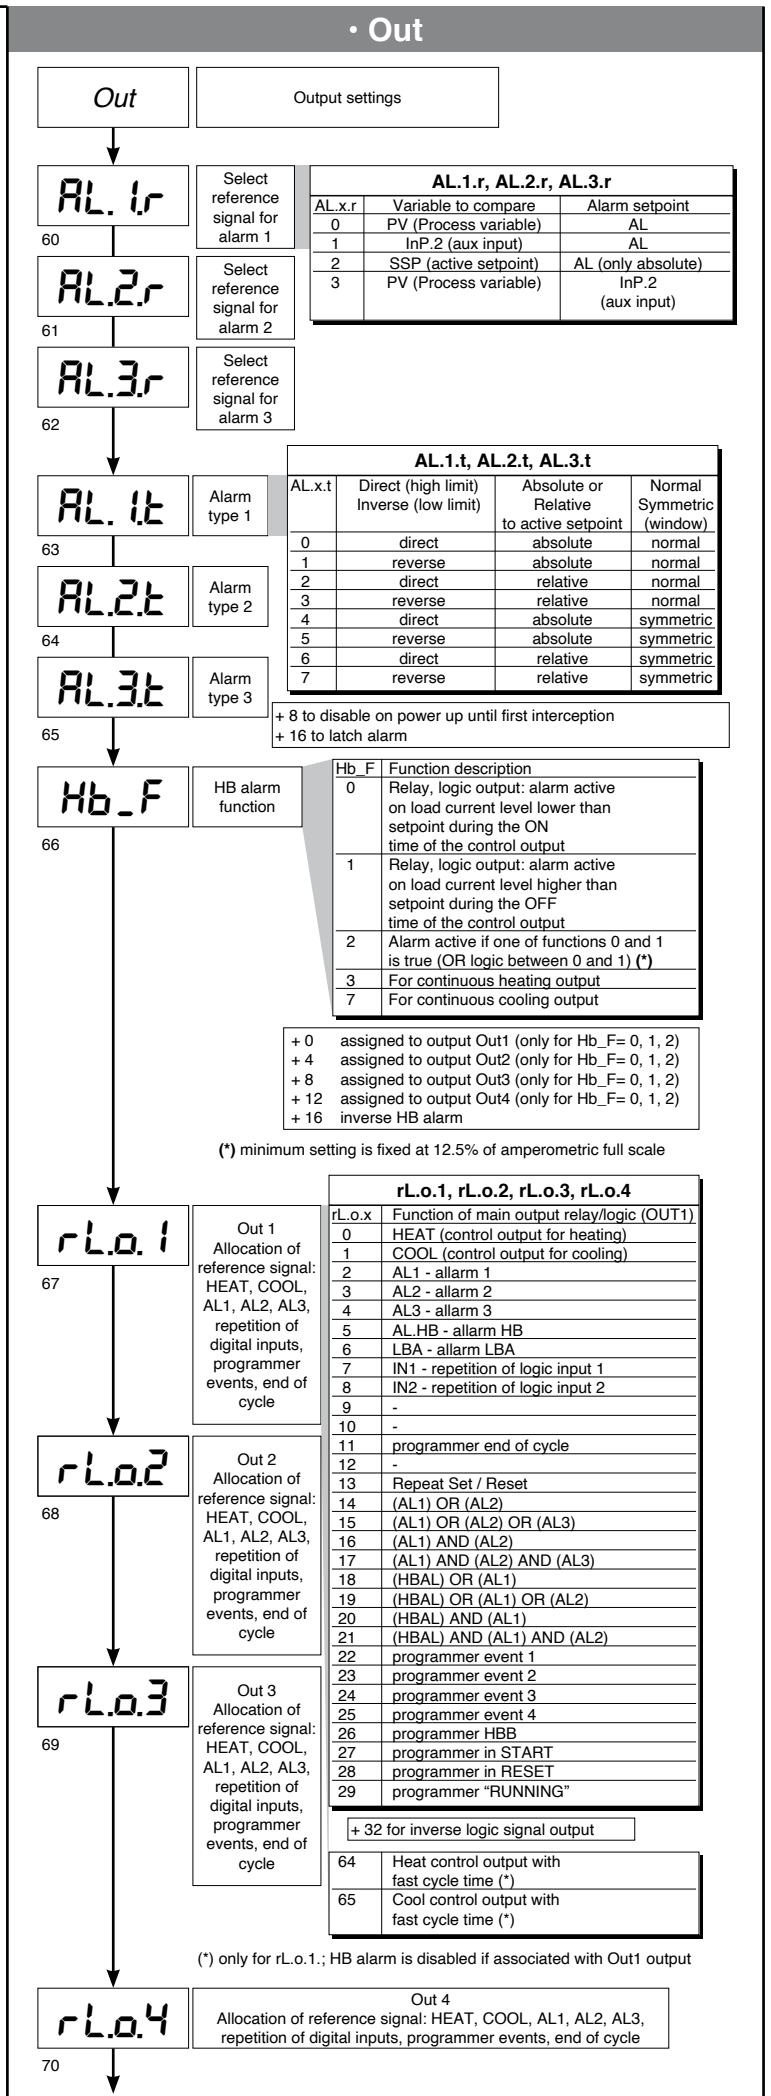 · Out
Out
Output settings
AL.1.r
60
Select
reference
signal for
alarm 1
AL.1.r, AL.2.r, AL.3.r
AL.x.r Variable to compare Alarm setpoint
0 PV (Process variable) AL
1 InP.2 (aux input) AL
2 SSP (active setpoint) AL (only absolute)
3 PV (Process variable) InP.2
(aux input)
AL.2.r
61
Select
reference
signal for
alarm 2
AL.3.r
62
Select
reference
signal for
alarm 3
AL.1.t
63
Alarm
type 1
AL.1.t, AL.2.t, AL.3.t
AL.x.t Direct (high limit) Absolute or Normal
Inverse (low limit) Relative Symmetric
to active setpoint (window)
0 direct absolute normal
1 reverse absolute normal
2 direct relative normal
3 reverse relative normal
4 direct absolute symmetric
5 reverse absolute symmetric
6 direct relative symmetric
7 reverse relative symmetric
AL.2.t
64
Alarm
type 2
AL.3.t
65
Alarm
type 3
+ 8 to disable on power up until first interception
+ 16 to latch alarm
Hb_F
66
HB alarm
function
Hb_F Function description
0 Relay, logic output: alarm active
on load current level lower than
setpoint during the ON
time of the control output
1 Relay, logic output: alarm active
on load current level higher than
setpoint during the OFF
time of the control output
2 Alarm active if one of functions 0 and 1
is true (OR logic between 0 and 1) (*)
3 For continuous heating output
7 For continuous cooling output
+ 0 assigned to output Out1 (only for Hb_F= 0, 1, 2)
+ 4 assigned to output Out2 (only for Hb_F= 0, 1, 2)
+ 8 assigned to output Out3 (only for Hb_F= 0, 1, 2)
+ 12 assigned to output Out4 (only for Hb_F= 0, 1, 2)
+ 16 inverse HB alarm
(*) minimum setting is fixed at 12.5% of amperometric full scale
rL.o.1
67
Out 1
Allocation of
reference signal:
HEAT, COOL,
AL1, AL2, AL3,
repetition of
digital inputs,
programmer
events, end of
cycle
rL.o.1, rL.o.2, rL.o.3, rL.o.4
rL.o.x Function of main output relay/logic (OUT1)
0 HEAT (control output for heating)
1 COOL (control output for cooling)
2 AL1 - allarm 1
3 AL2 - allarm 2
4 AL3 - allarm 3
5 AL.HB - allarm HB
6 LBA - allarm LBA
7 IN1 - repetition of logic input 1
8 IN2 - repetition of logic input 2
9 -
10 -
11 programmer end of cycle
12 -
13 Repeat Set / Reset
14 (AL1) OR (AL2)
15 (AL1) OR (AL2) OR (AL3)
16 (AL1) AND (AL2)
17 (AL1) AND (AL2) AND (AL3)
18 (HBAL) OR (AL1)
19 (HBAL) OR (AL1) OR (AL2)
20 (HBAL) AND (AL1)
21 (HBAL) AND (AL1) AND (AL2)
22 programmer event 1
23 programmer event 2
24 programmer event 3
25 programmer event 4
26 programmer HBB
27 programmer in START
28 programmer in RESET
29 programmer “RUNNING”
rL.o.2
68
Out 2
Allocation of
reference signal:
HEAT, COOL,
AL1, AL2, AL3,
repetition of
digital inputs,
programmer
events, end of
cycle
rL.o.3
69
Out 3
Allocation of
reference signal:
HEAT, COOL,
AL1, AL2, AL3,
repetition of
digital inputs,
programmer
events, end of
cycle
+ 32 for inverse logic signal output
64 Heat control output with
fast cycle time (*)
65 Cool control output with
fast cycle time (*)
(*) only for rL.o.1.; HB alarm is disabled if associated with Out1 output
rL.o.4
70
Out 4
Allocation of reference signal: HEAT, COOL, AL1, AL2, AL3,
repetition of digital inputs, programmer events, end of cycle